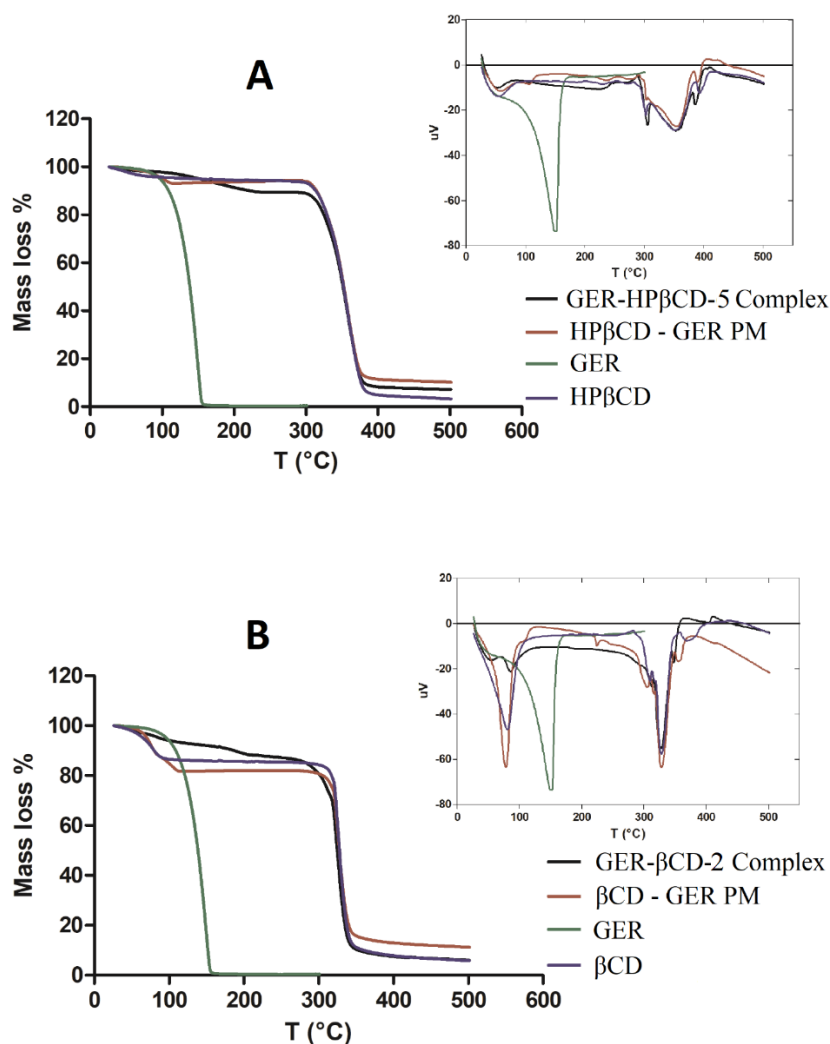 A
20
0
-20
-40
-60
-80
uV
0 100 200 300 400 500
T (°C)
120
100
80
60
40
20
0
Mass loss %
0 100 200 300 400 500 600
T (°C)
GER-HPβCD-5 Complex
HPβCD - GER PM
GER
HPβCD
B
20
0
-20
-40
-60
-80
uV
0 100 200 300 400 500
T (°C)
120
100
80
60
40
20
0
Mass loss %
0 100 200 300 400 500 600
T (°C)
GER-βCD-2 Complex
βCD - GER PM
GER
βCD